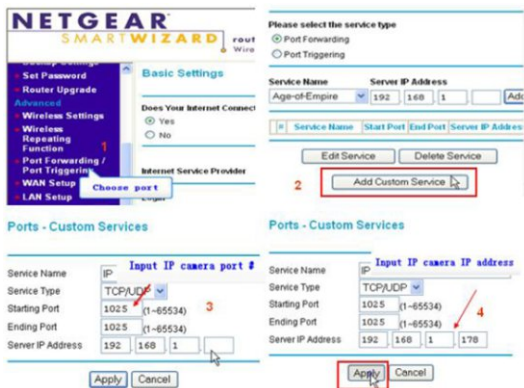 NETGEAR
SMARTWIZARD
rout
Wire
Set Password
Router Upgrade
Advanced
Wireless Settings
Wireless
Repeating
Function
Port Forwarding /
Port Triggering
WAN Setup
LAN Setup
1
Choose port
Basic Settings
Does Your Internet Connect
Yes
No
Internet Service Provider
Please select the service type
Port Forwarding
Port Triggering
Service Name
Server IP Address
Age-of-Empire
192 . 168 . 1 .
Add
# Service Name Start Port End Port Server IP Address
Edit Service
Delete Service
2
Add Custom Service
Ports - Custom Services
Input IP camera port #
Service Name
IP
Service Type
TCP/UDP
Starting Port
1025 (1~65534)
3
Ending Port
1025 (1~65534)
Server IP Address
192 . 168 . 1 .
Apply
Cancel
Ports - Custom Services
Input IP camera IP address
Service Name
IP
Service Type
TCP/UDP
Starting Port
1025 (1~65534)
4
Ending Port
1025 (1~65534)
Server IP Address
192 . 168 . 1 . 178
Apply
Cancel